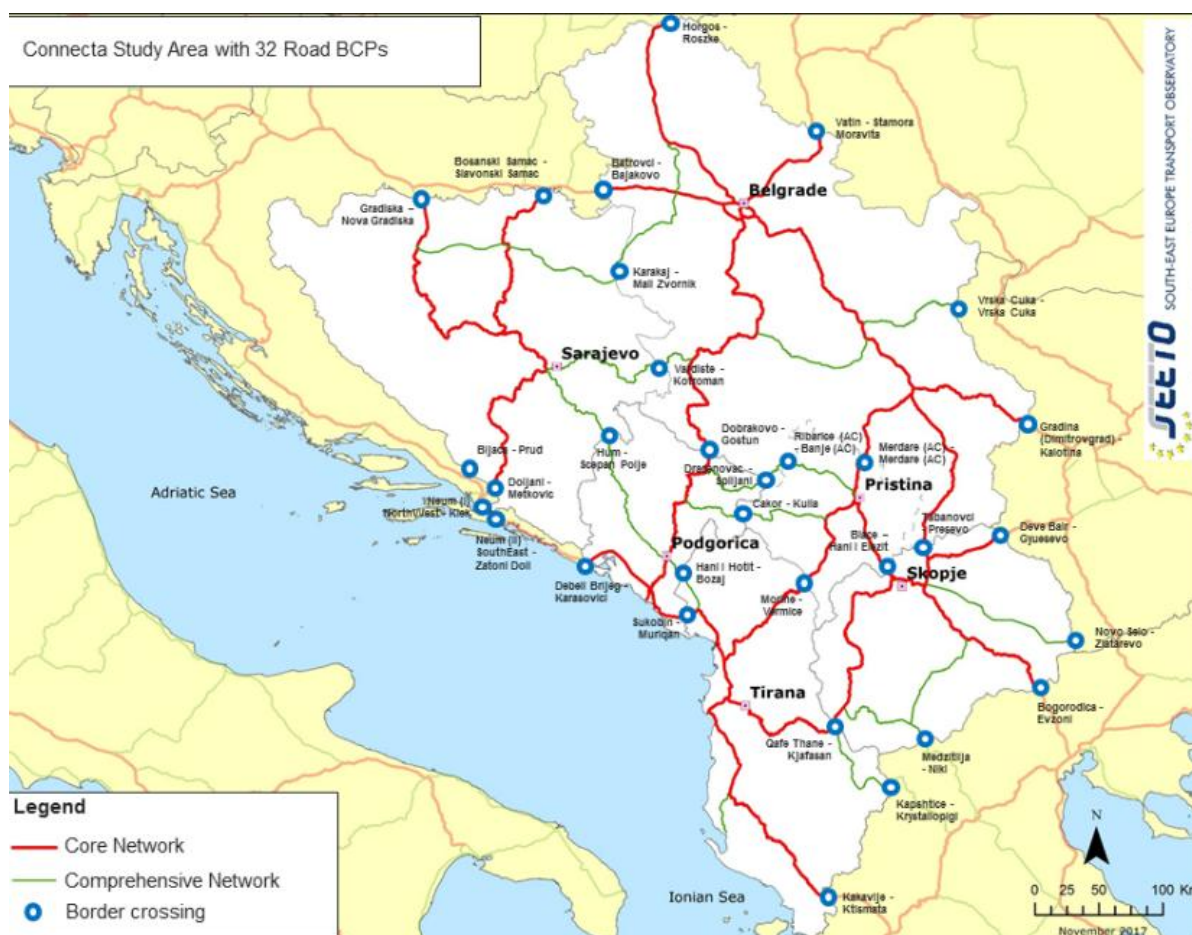 Connecta Study Area with 32 Road BCPs
Horgos -
Roszke
Vatin - Stamora
Moravita
SOUTH-EAST EUROPE TRANSPORT OBSERVATORY
SEETO
Bosanski Samac -
Slavonski Samac
Batrovci -
Bajakovo
Belgrade
Gradiska –
Nova Gradiska
Karakaj –
Mali Zvornik
Vrska Cuka -
Vrska Cuka
Sarajevo
Vardiste -
Kotroman
Dobrakovo -
Gostun
Ribarice (AC)
- Banje (AC)
Merdare (AC) -
Merdare (AC)
Gradina
(Dimitrovgrad) -
Kalotina
Hum -
Scepan Polje
Bijaca - Prud
Doljani -
Metkovic
Dracenovac -
Spiljani
Pristina
Cakor - Kulla
Adriatic Sea
Neum (I)
NorthWest - Klek
Neum (II) -
SouthEast -
Zatoni Doli
Tabanovci
- Presevo
Deve Bair -
Gjuesevo
Blace –
Hani i Elezit
Podgorica
Skopje
Debeli Brijeg -
Karasovici
Hani i Hotit -
Bozaj
Morine -
Vermice
Sukobin -
Muriqan
Novo Selo -
Zlatarevo
Tirana
Bogorodica -
Evzoni
Qafe Thane -
Kjafasan
Medzitlija
- Niki
Kapshtice -
Krystallopigi
Legend
Core Network
Comprehensive Network
Border crossing
Ionian Sea
Kakavije -
Ktismata
N
0 25 50 100 Km
November 2017